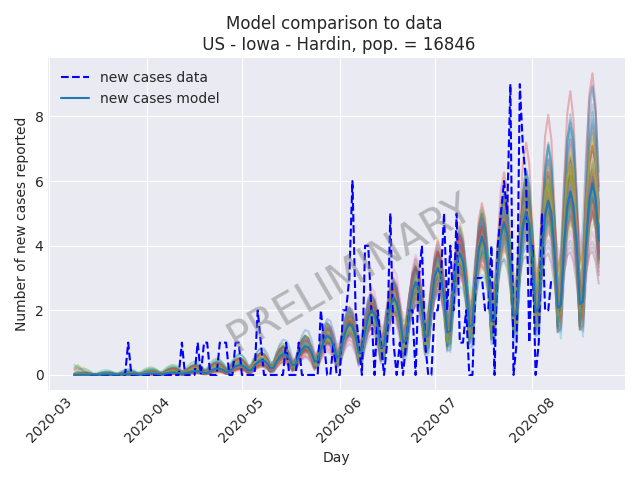 Model comparison to data
US - Iowa - Hardin, pop. = 16846
new cases data
new cases model
Number of new cases reported
8
6
4
2
0
PRELIMINARY
2020-03
2020-04
2020-05
2020-06
2020-07
2020-08
Day